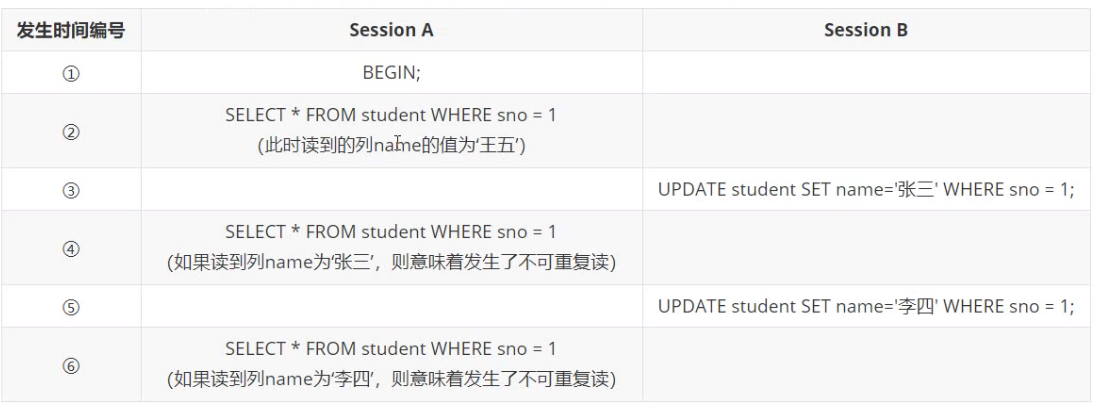 发生时间编号 Session A Session B
① BEGIN;
② SELECT * FROM student WHERE sno = 1
(此时读到的列name的值为‘王五’)
③ UPDATE student SET name='张三' WHERE sno = 1;
④ SELECT * FROM student WHERE sno = 1
(如果读到列name为‘张三’，则意味着发生了不可重复读)
⑤ UPDATE student SET name='李四' WHERE sno = 1;
⑥ SELECT * FROM student WHERE sno = 1
(如果读到列name为‘李四’，则意味着发生了不可重复读)